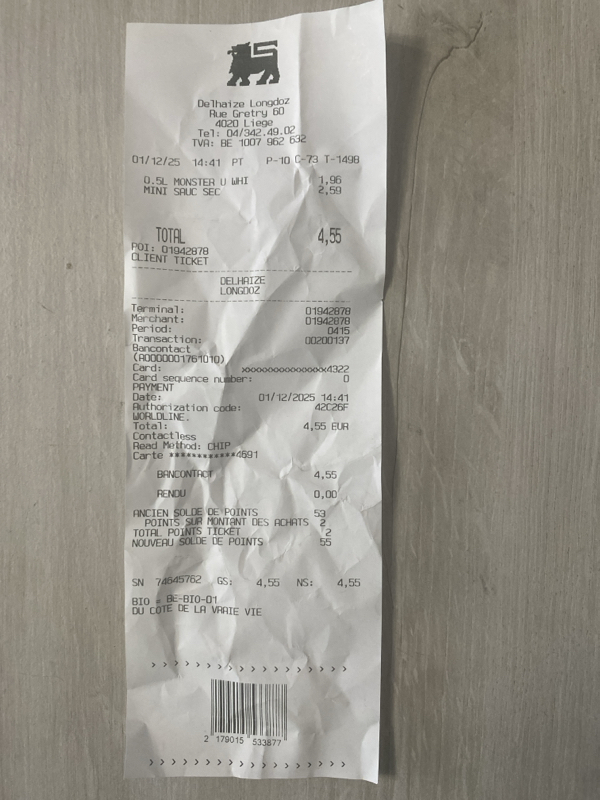 Delhaize Longdoz
Rue Gretry 60
4020 Liege
Tel: 04/342.49.02
TVA: BE 1007 962 632
01/12/25 14:41 PT P-10 C-73 T-1498
0.5L MONSTER U WHI 1,96
MINI SAUC SEC 2,59
TOTAL 4,55
POI: 01942878
CLIENT TICKET
DELHAIZE
LONGDOZ
Terminal: 01942878
Merchant: 01942878
Period: 0415
Transaction: 00200137
Bancontact
(A0000001761010)
Card: xxxxxxxxxxxxxxx4322
Card sequence number: 0
PAYMENT
Date: 01/12/2025 14:41
Authorization code: 42C26F
WORLDLINE.
Total: 4,55 EUR
Contactless
Read Method: CHIP
Carte ************4691
BANCONTACT 4,55
RENDU 0,00
ANCIEN SOLDE DE POINTS 53
POINTS SUR MONTANT DES ACHATS 2
TOTAL POINTS TICKET 2
NOUVEAU SOLDE DE POINTS 55
SN 74645762 GS: 4,55 NS: 4,55
BIO = BE-BIO-01
DU COTE DE LA VRAIE VIE
> > > > > > > > > > > > > > > > > >
2 179015 533877
> > > > > > > > > > > > > > > > > >